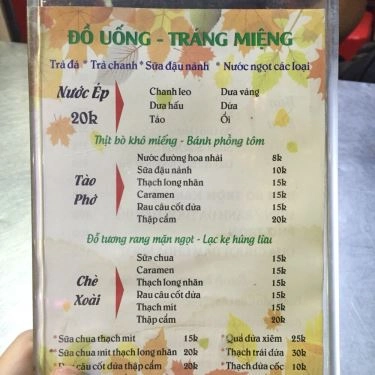 ĐỒ UỐNG - TRÁNG MIỆNG
Trà đá * Trà chanh * Sữa đậu nành * Nước ngọt các loại
Nước Ép 20k
Chanh leo Dưa vàng
Dưa hấu Dứa
Táo Ổi
Thịt bò khô miếng - Bánh phồng tôm
Tào Phớ
Nước đường hoa nhài 8k
Sữa đậu nành 10k
Thạch long nhãn 15k
Caramen 15k
Rau câu cốt dừa 15k
Thập cẩm 20k
Đỗ tương rang mặn ngọt - Lạc kẹ húng lìu
Chè Xoài
Sữa chua 15k
Caramen 15k
Thạch long nhãn 15k
Rau câu cốt dừa 15k
Thạch mít 15k
Thập cẩm 20k
* Sữa chua thạch mít 15k * Quả dừa xiêm 25k
* Sữa chua mít thạch long nhãn 20k * Thạch trái dừa 30k
câu cốt dừa thập cẩm 20k * Thạch dừa cốc 10k